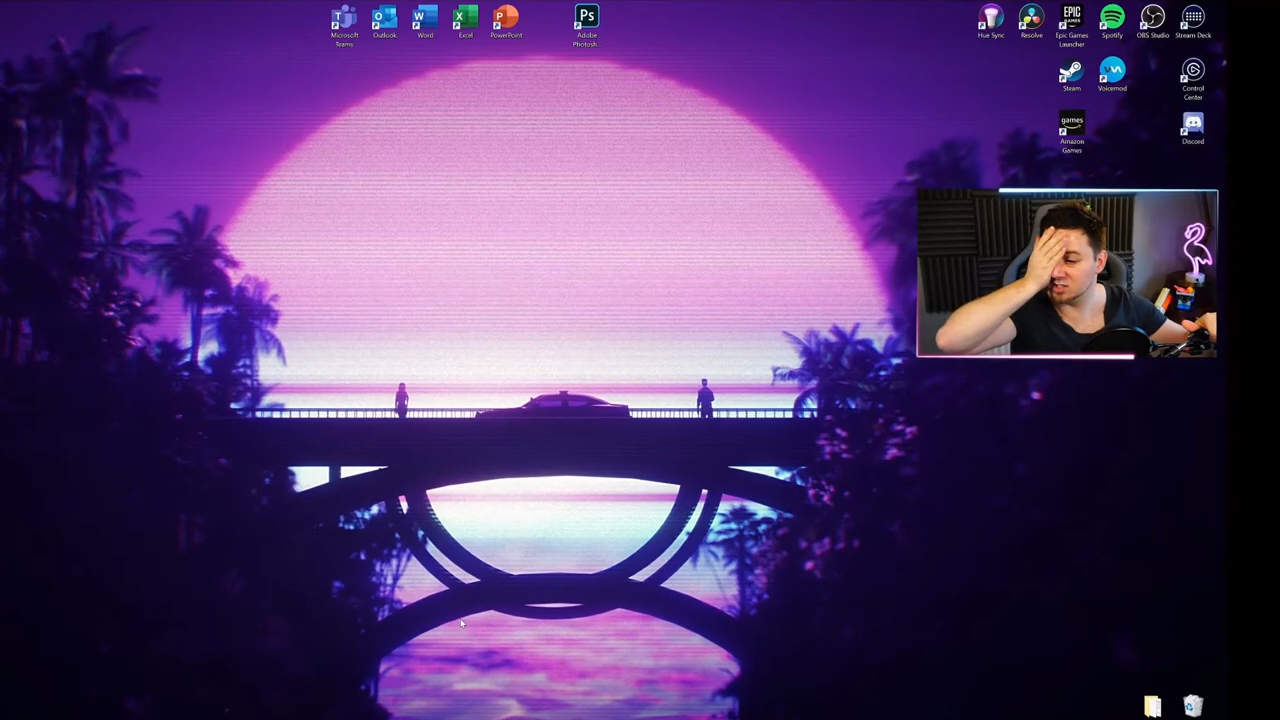 Microsoft
Teams
Outlook
Word
Excel
PowerPoint
Ps
Adobe
Photosh...
Hue Sync
Resolve
EPIC
GAMES
Epic Games
Launcher
Spotify
OBS Studio
Stream Deck
Steam
Voicemod
Control
Center
games
Amazon
Games
Discord